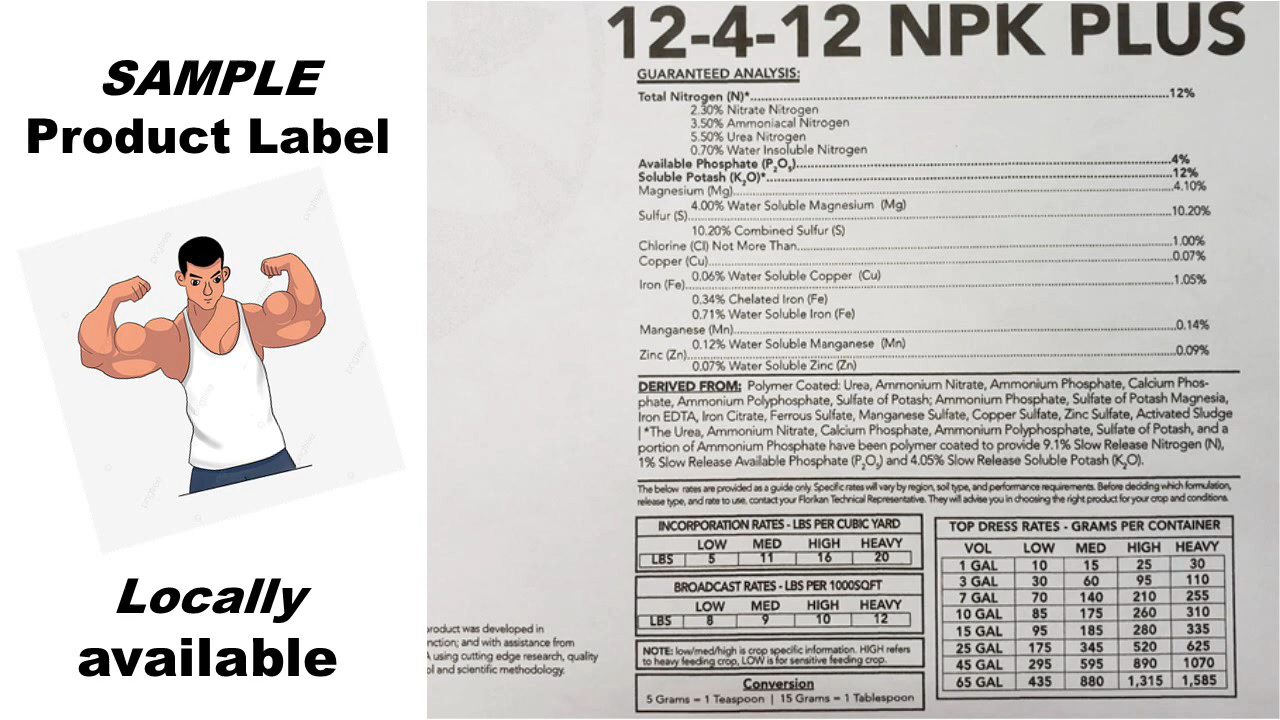 SAMPLE
Product Label
Locally
available
12-4-12 NPK PLUS
GUARANTEED ANALYSIS:
Total Nitrogen (N)*..........12%
2.30% Nitrate Nitrogen
3.50% Ammoniacal Nitrogen
5.50% Urea Nitrogen
0.70% Water Insoluble Nitrogen
Available Phosphate (P₂O₅)..........4%
Soluble Potash (K₂O)*..........12%
Magnesium (Mg)..........4.10%
4.00% Water Soluble Magnesium (Mg)
Sulfur (S)..........10.20%
10.20% Combined Sulfur (S)
Chlorine (Cl) Not More Than..........1.00%
Copper (Cu)..........0.07%
0.06% Water Soluble Copper (Cu)
Iron (Fe)..........1.05%
0.34% Chelated Iron (Fe)
0.71% Water Soluble Iron (Fe)
Manganese (Mn)..........0.14%
0.12% Water Soluble Manganese (Mn)
Zinc (Zn)..........0.09%
0.07% Water Soluble Zinc (Zn)
DERIVED FROM: Polymer Coated: Urea, Ammonium Nitrate, Ammonium Phosphate, Calcium Phos-
phate, Ammonium Polyphosphate, Sulfate of Potash; Ammonium Phosphate, Sulfate of Potash Magnesia,
Iron EDTA, Iron Citrate, Ferrous Sulfate, Manganese Sulfate, Copper Sulfate, Zinc Sulfate, Activated Sludge
| *The Urea, Ammonium Nitrate, Calcium Phosphate, Ammonium Polyphosphate, Sulfate of Potash, and a
portion of Ammonium Phosphate have been polymer coated to provide 9.1% Slow Release Nitrogen (N),
1% Slow Release Available Phosphate (P₂O₅) and 4.05% Slow Release Soluble Potash (K₂O).
The below rates are provided as a guide only. Specific rates will vary by region, soil type, and performance requirements. Before deciding which formulation,
release type, and rate to use, contact your Florikan Technical Representative. They will advise you in choosing the right product for your crop and conditions.
INCORPORATION RATES - LBS PER CUBIC YARD
LOW MED HIGH HEAVY
LBS 5 11 16 20
BROADCAST RATES - LBS PER 1000SQFT
LOW MED HIGH HEAVY
LBS 8 9 10 12
NOTE: low/med/high is crop specific information. HIGH refers
to heavy feeding crop, LOW is for sensitive feeding crop.
Conversion
5 Grams = 1 Teaspoon | 15 Grams = 1 Tablespoon
TOP DRESS RATES - GRAMS PER CONTAINER
VOL LOW MED HIGH HEAVY
1 GAL 10 15 25 30
3 GAL 30 60 95 110
7 GAL 70 140 210 255
10 GAL 85 175 260 310
15 GAL 95 185 280 335
25 GAL 175 345 520 625
45 GAL 295 595 890 1070
65 GAL 435 880 1,315 1,585
product was developed in
nction; and with assistance from
using cutting edge research, quality
ol and scientific methodology.